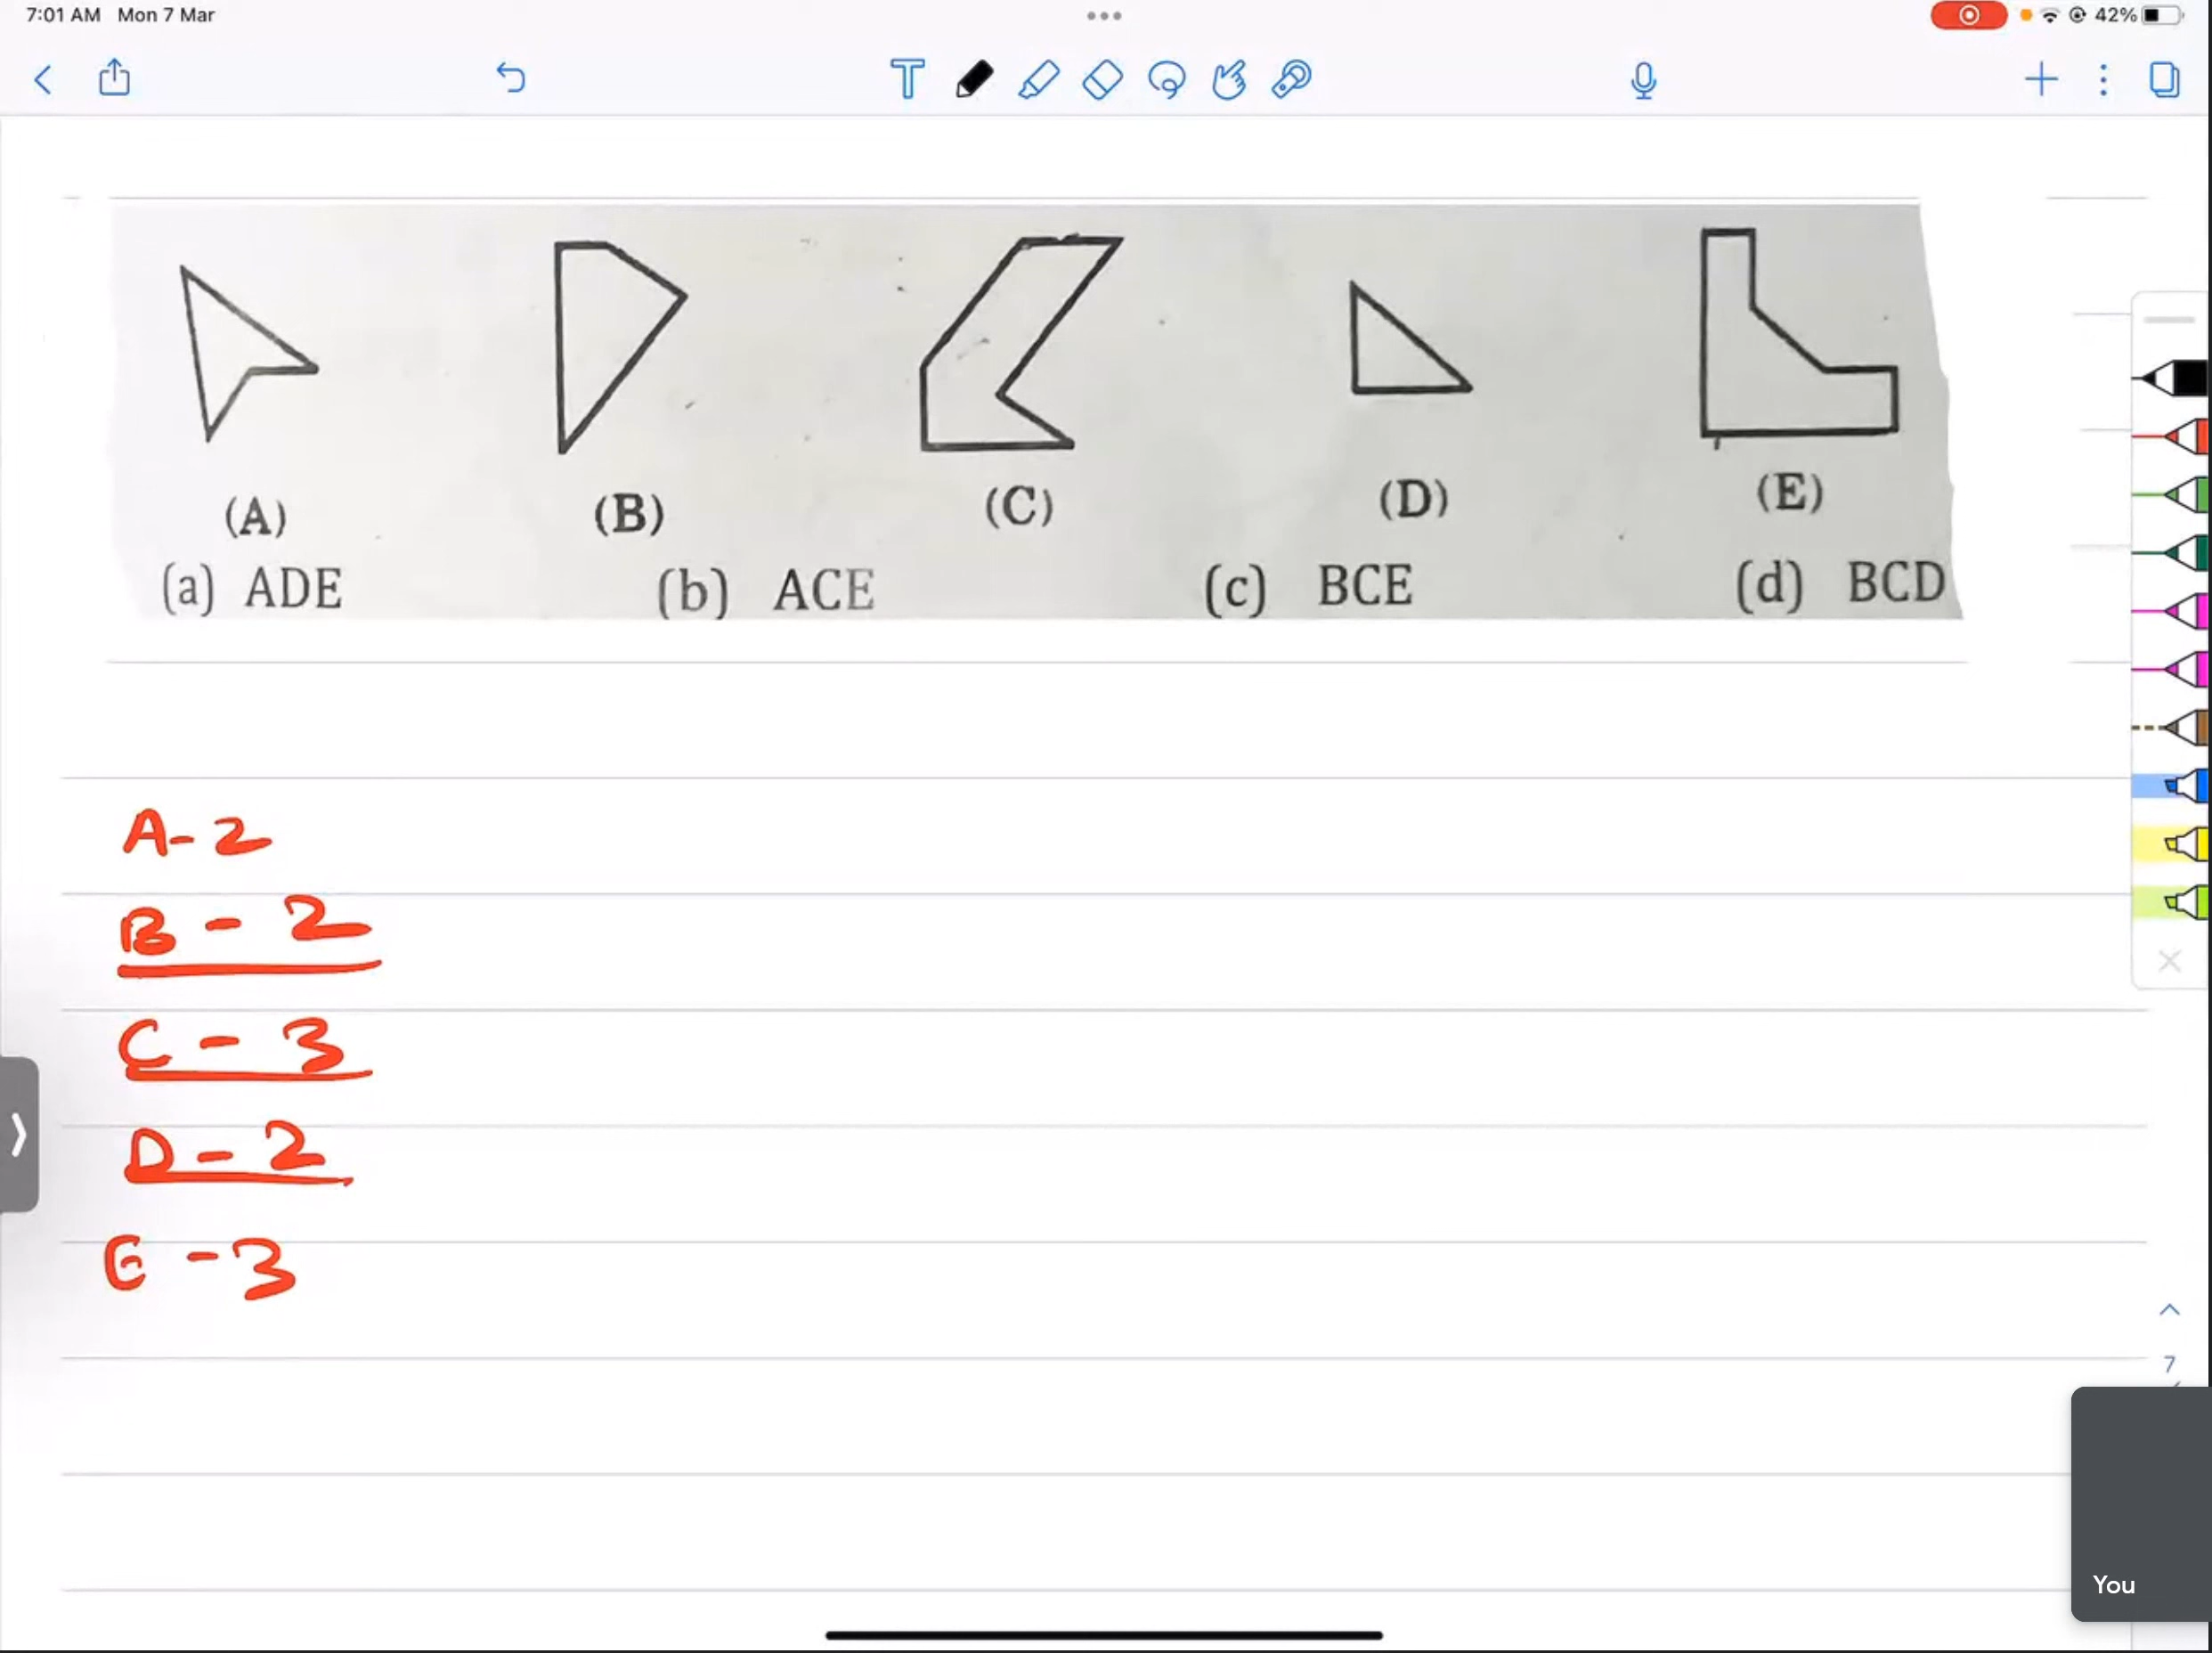 7:01 AM Mon 7 Mar
42%
(A) (B) (C) (D) (E)
(a) ADE (b) ACE (c) BCE (d) BCD
A-2
B - 2
C - 3
D - 2
E - 3
7
You